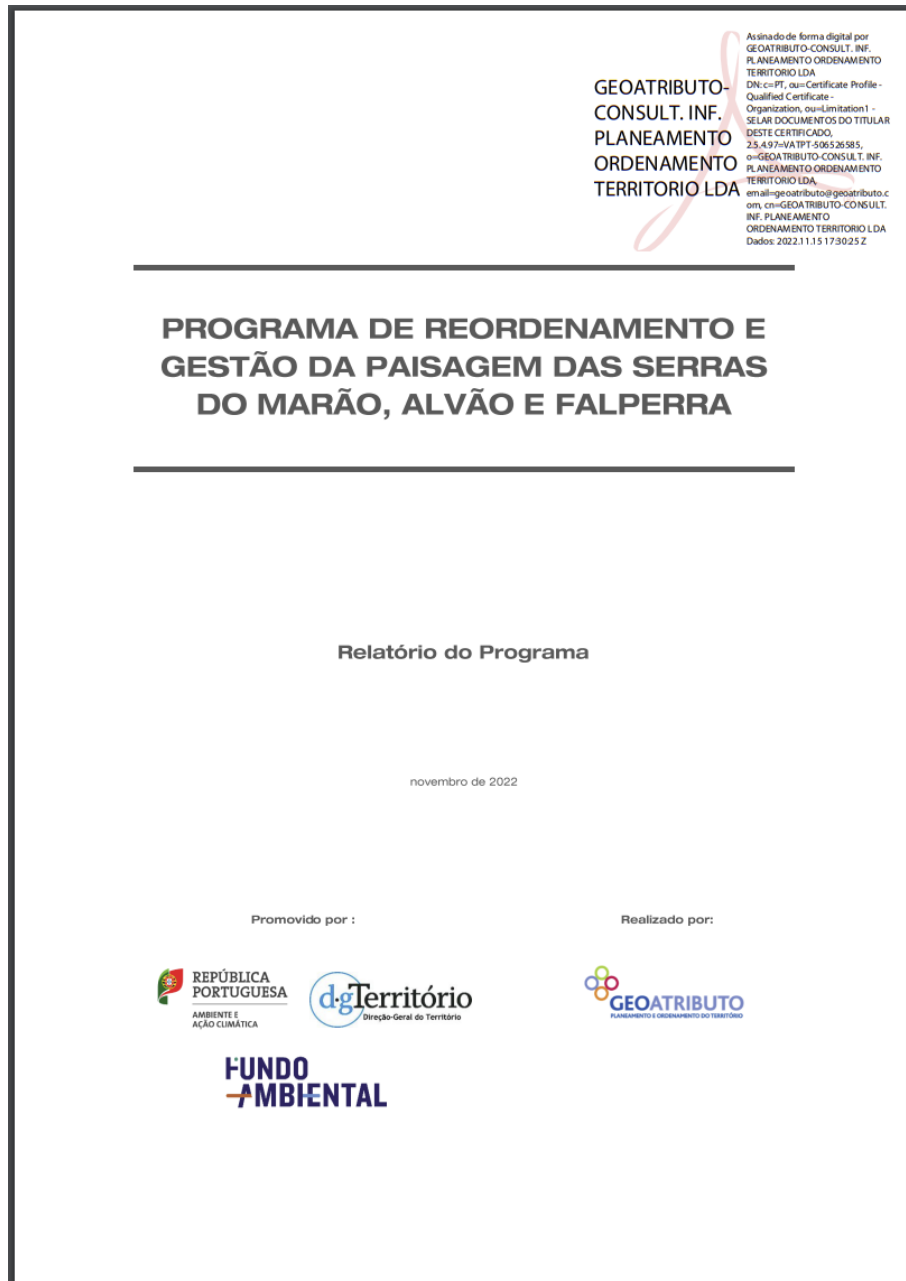 GEOATRIBUTO-
CONSULT. INF.
PLANEAMENTO
ORDENAMENTO
TERRITORIO LDA
Assinado de forma digital por
GEOATRIBUTO-CONSULT. INF.
PLANEAMENTO ORDENAMENTO
TERRITORIO LDA
DN: c=PT, ou=Certificate Profile -
Qualified Certificate -
Organization, ou=Limitation1 -
SELAR DOCUMENTOS DO TITULAR
DESTE CERTIFICADO,
2.5.4.97=VATPT-506526585,
o=GEOATRIBUTO-CONSULT. INF.
PLANEAMENTO ORDENAMENTO
TERRITORIO LDA,
email=geoatributo@geoatributo.c
om, cn=GEOATRIBUTO-CONSULT.
INF. PLANEAMENTO
ORDENAMENTO TERRITORIO LDA
Dados: 2022.11.15 17:30:25 Z
PROGRAMA DE REORDENAMENTO E
GESTÃO DA PAISAGEM DAS SERRAS
DO MARÃO, ALVÃO E FALPERRA
Relatório do Programa
novembro de 2022
Promovido por :
Realizado por:
REPÚBLICA
PORTUGUESA
AMBIENTE E
AÇÃO CLIMÁTICA
d·gTerritório
Direção-Geral do Território
GEOATRIBUTO
PLANEAMENTO E ORDENAMENTO DO TERRITÓRIO
FUNDO
AMBIENTAL